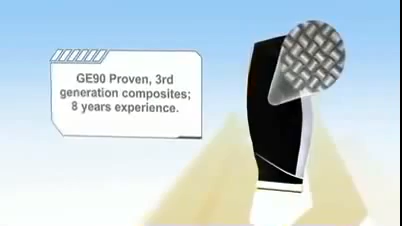 GE90 Proven, 3rd
generation composites;
8 years experience.